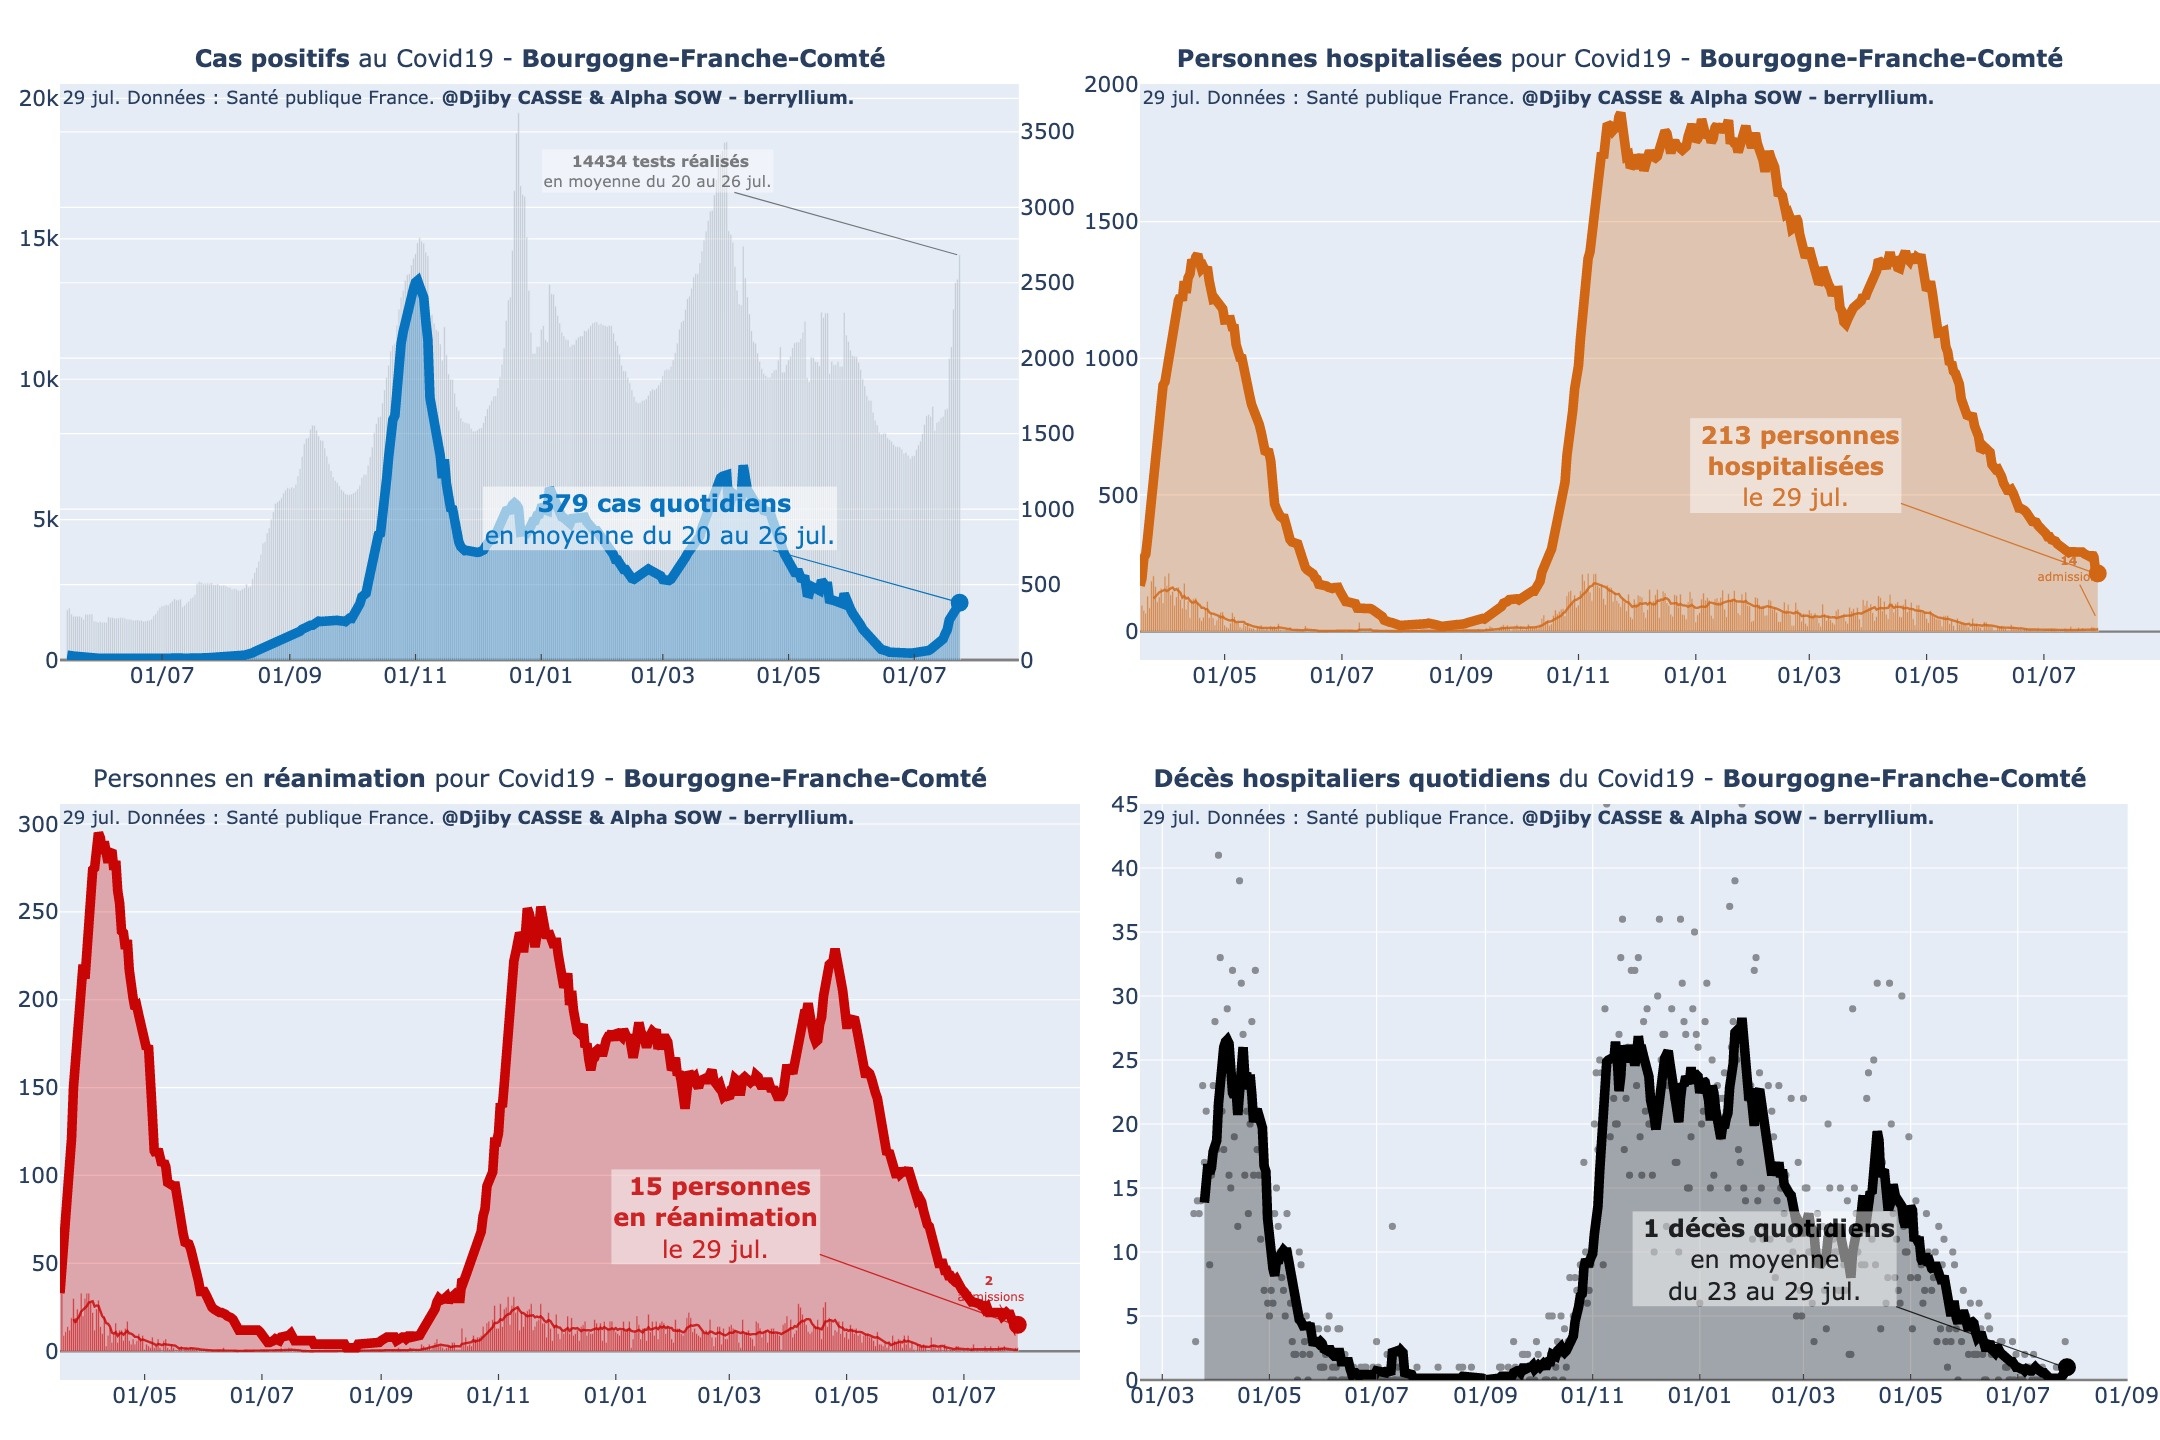 Cas positifs au Covid19 - Bourgogne-Franche-Comté
20k
29 jul. Données : Santé publique France. @Djiby CASSE & Alpha SOW - berryllium.
3500
14434 tests réalisés
en moyenne du 20 au 26 jul.
3000
15k
2500
10k
2000
1500
379 cas quotidiens
en moyenne du 20 au 26 jul.
1000
5k
500
0
0
01/07 01/09 01/11 01/01 01/03 01/05 01/07
Personnes hospitalisées pour Covid19 - Bourgogne-Franche-Comté
2000
29 jul. Données : Santé publique France. @Djiby CASSE & Alpha SOW - berryllium.
1500
1000
213 personnes
hospitalisées
le 29 jul.
500
14
0
01/05 01/07 01/09 01/11 01/01 01/03 01/05 01/07
Personnes en réanimation pour Covid19 - Bourgogne-Franche-Comté
300
29 jul. Données : Santé publique France. @Djiby CASSE & Alpha SOW - berryllium.
250
200
150
100
15 personnes
en réanimation
le 29 jul.
50
2
admissions
0
01/05 01/07 01/09 01/11 01/01 01/03 01/05 01/07
Décès hospitaliers quotidiens du Covid19 - Bourgogne-Franche-Comté
45
29 jul. Données : Santé publique France. @Djiby CASSE & Alpha SOW - berryllium.
40
35
30
25
20
15
1 décès quotidiens
en moyenne
du 23 au 29 jul.
10
5
0
01/03 01/05 01/07 01/09 01/11 01/01 01/03 01/05 01/07 01/09